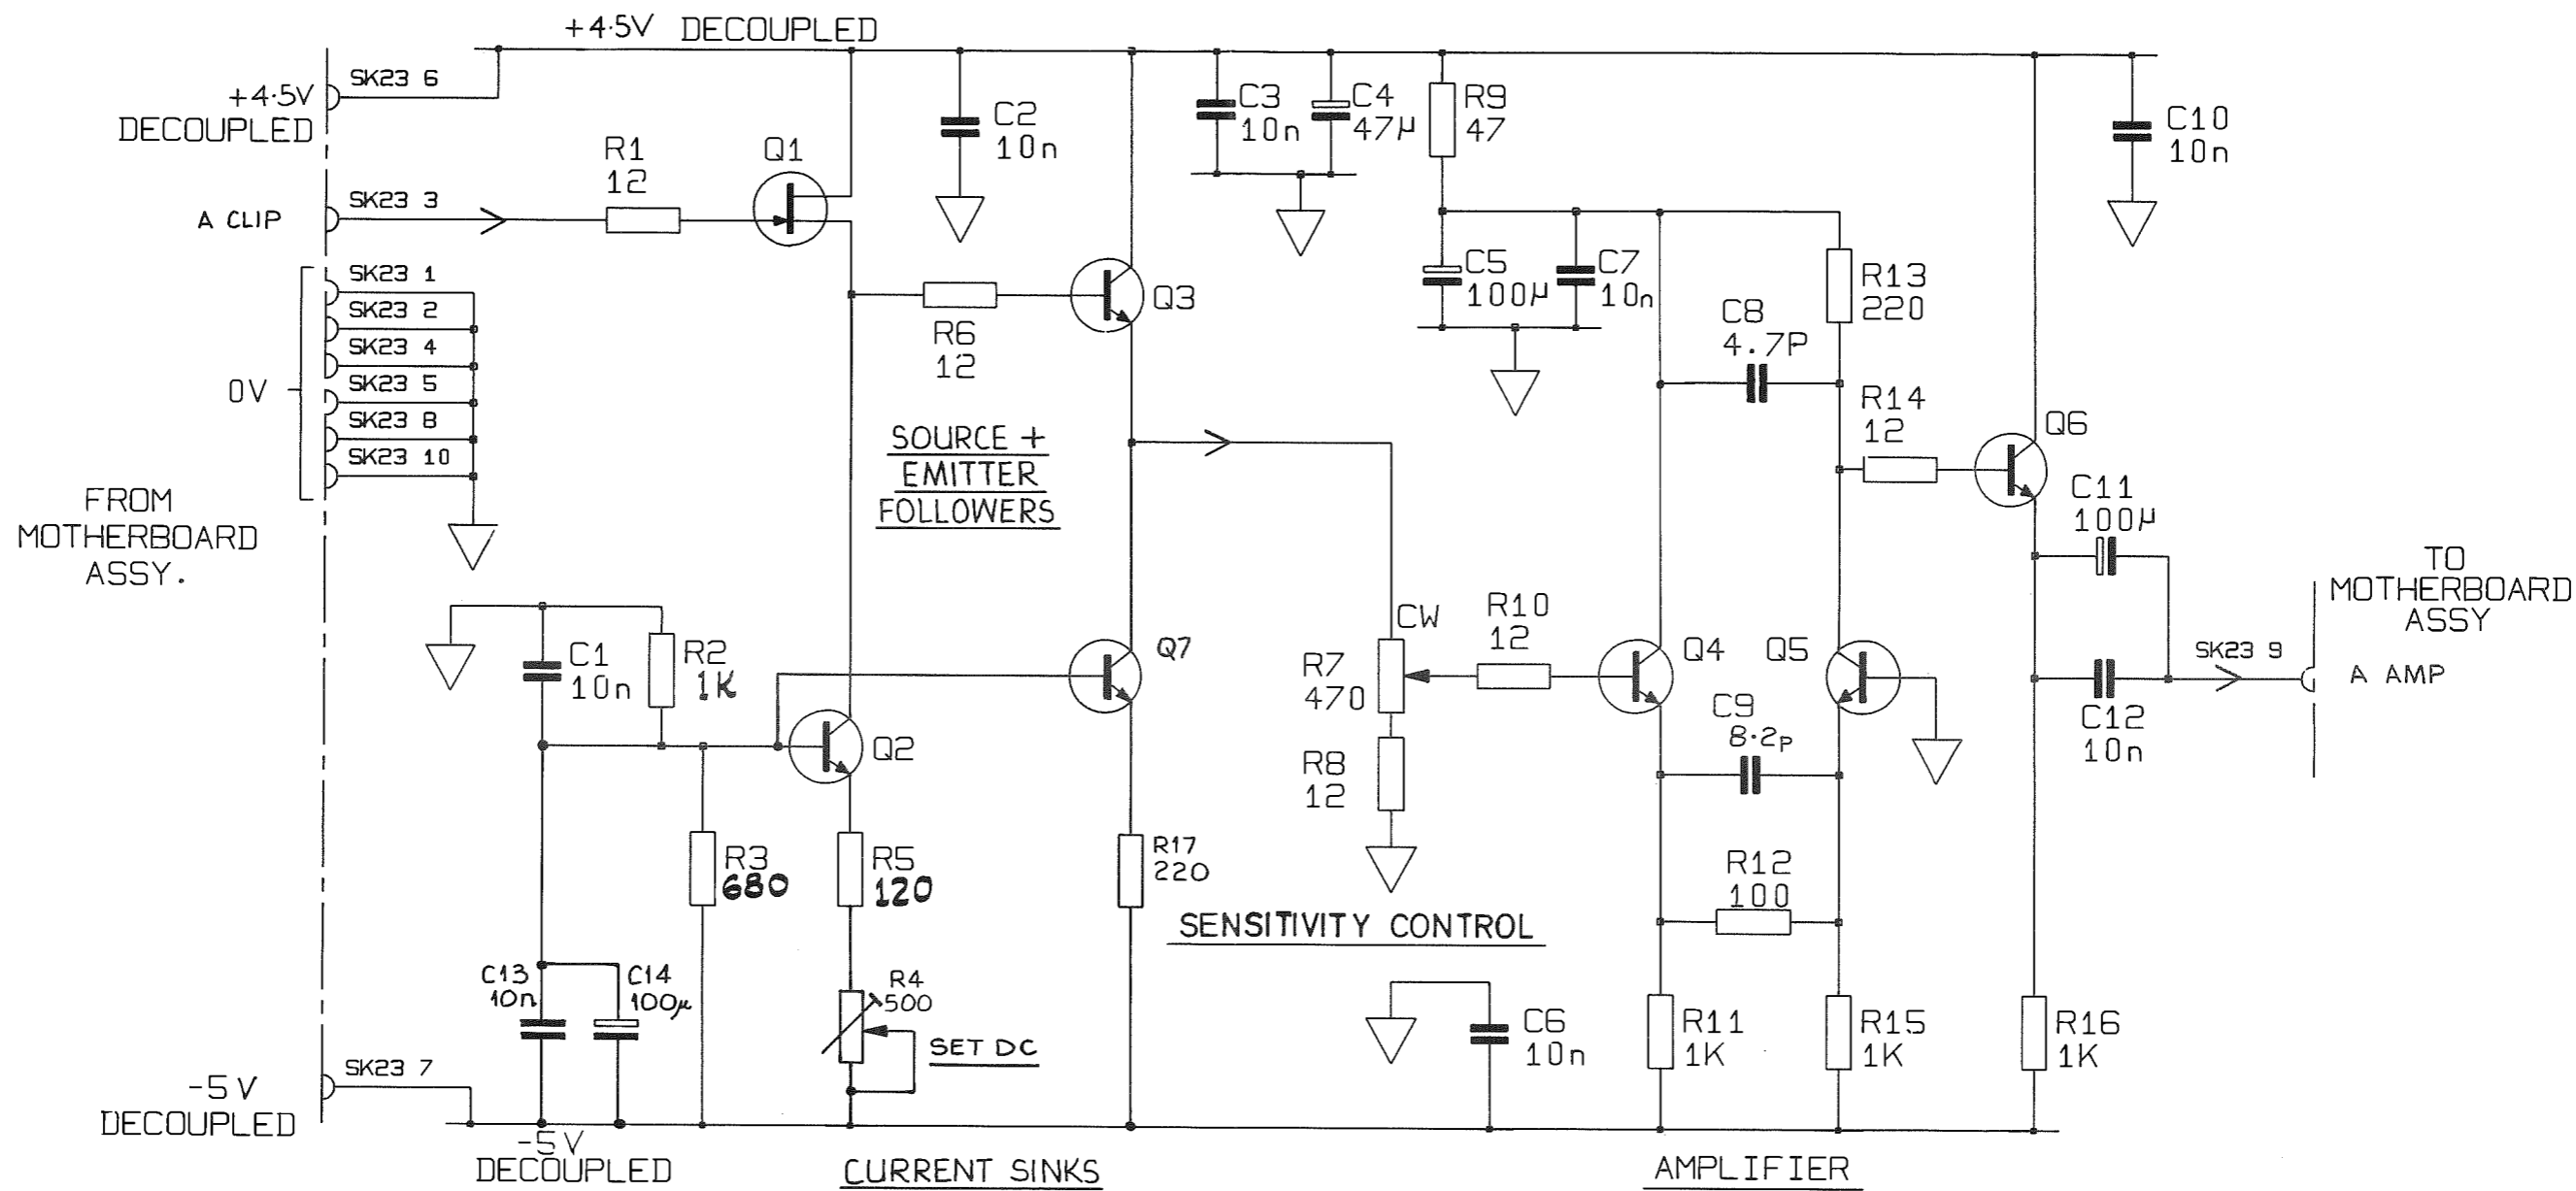 +4·5V DECOUPLED
SK23 6
+4·5V
DECOUPLED
R1
12
Q1
C2
10n
C3
10n
C4
47µ
R9
47
C10
10n
SK23 3
A CLIP
SK23 1
SK23 2
SK23 4
SK23 5
SK23 8
SK23 10
0V
FROM
MOTHERBOARD
ASSY.
R6
12
Q3
C5
100µ
C7
10n
R13
220
C8
4.7P
R14
12
Q6
C11
100µ
SOURCE +
EMITTER
FOLLOWERS
TO
MOTHERBOARD
ASSY
SK23 9
A AMP
C12
10n
C1
10n
R2
1K
Q7
CW
R7
470
R10
12
Q4
Q5
Q2
R8
12
C9
8·2p
R3
680
R5
120
R17
220
R12
100
SENSITIVITY CONTROL
C13
10n
C14
100µ
R4
500
SET DC
C6
10n
R11
1K
R15
1K
R16
1K
SK23 7
-5V
DECOUPLED
-5V
DECOUPLED
CURRENT SINKS
AMPLIFIER